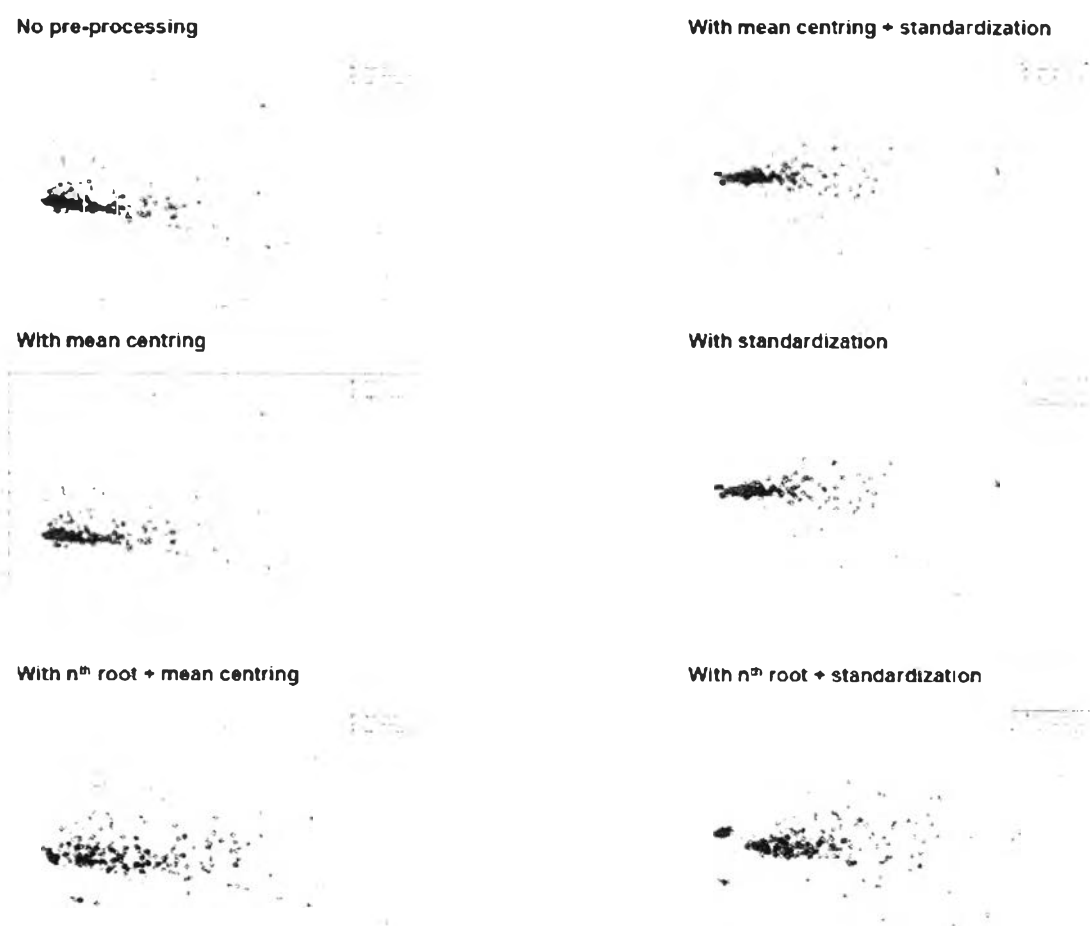 No pre-processing
With mean centring + standardization
With mean centring
With standardization
With nᵗʰ root + mean centring
With nᵗʰ root + standardization